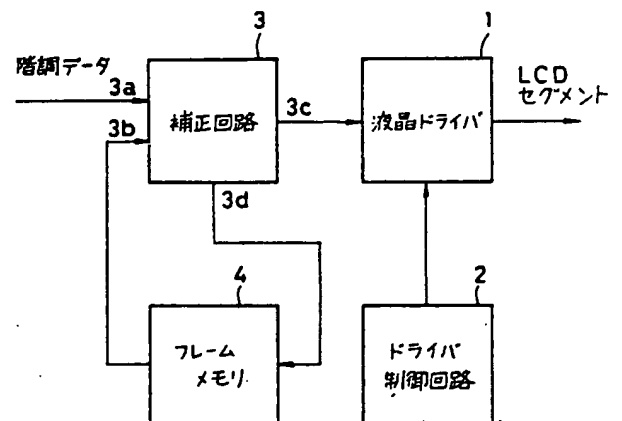 3
1
階調データ
3a
補正回路
3c
液晶ドライバ
LCD
セグメント
3b
3d
4
2
フレーム
メモリ
ドライバ
制御回路